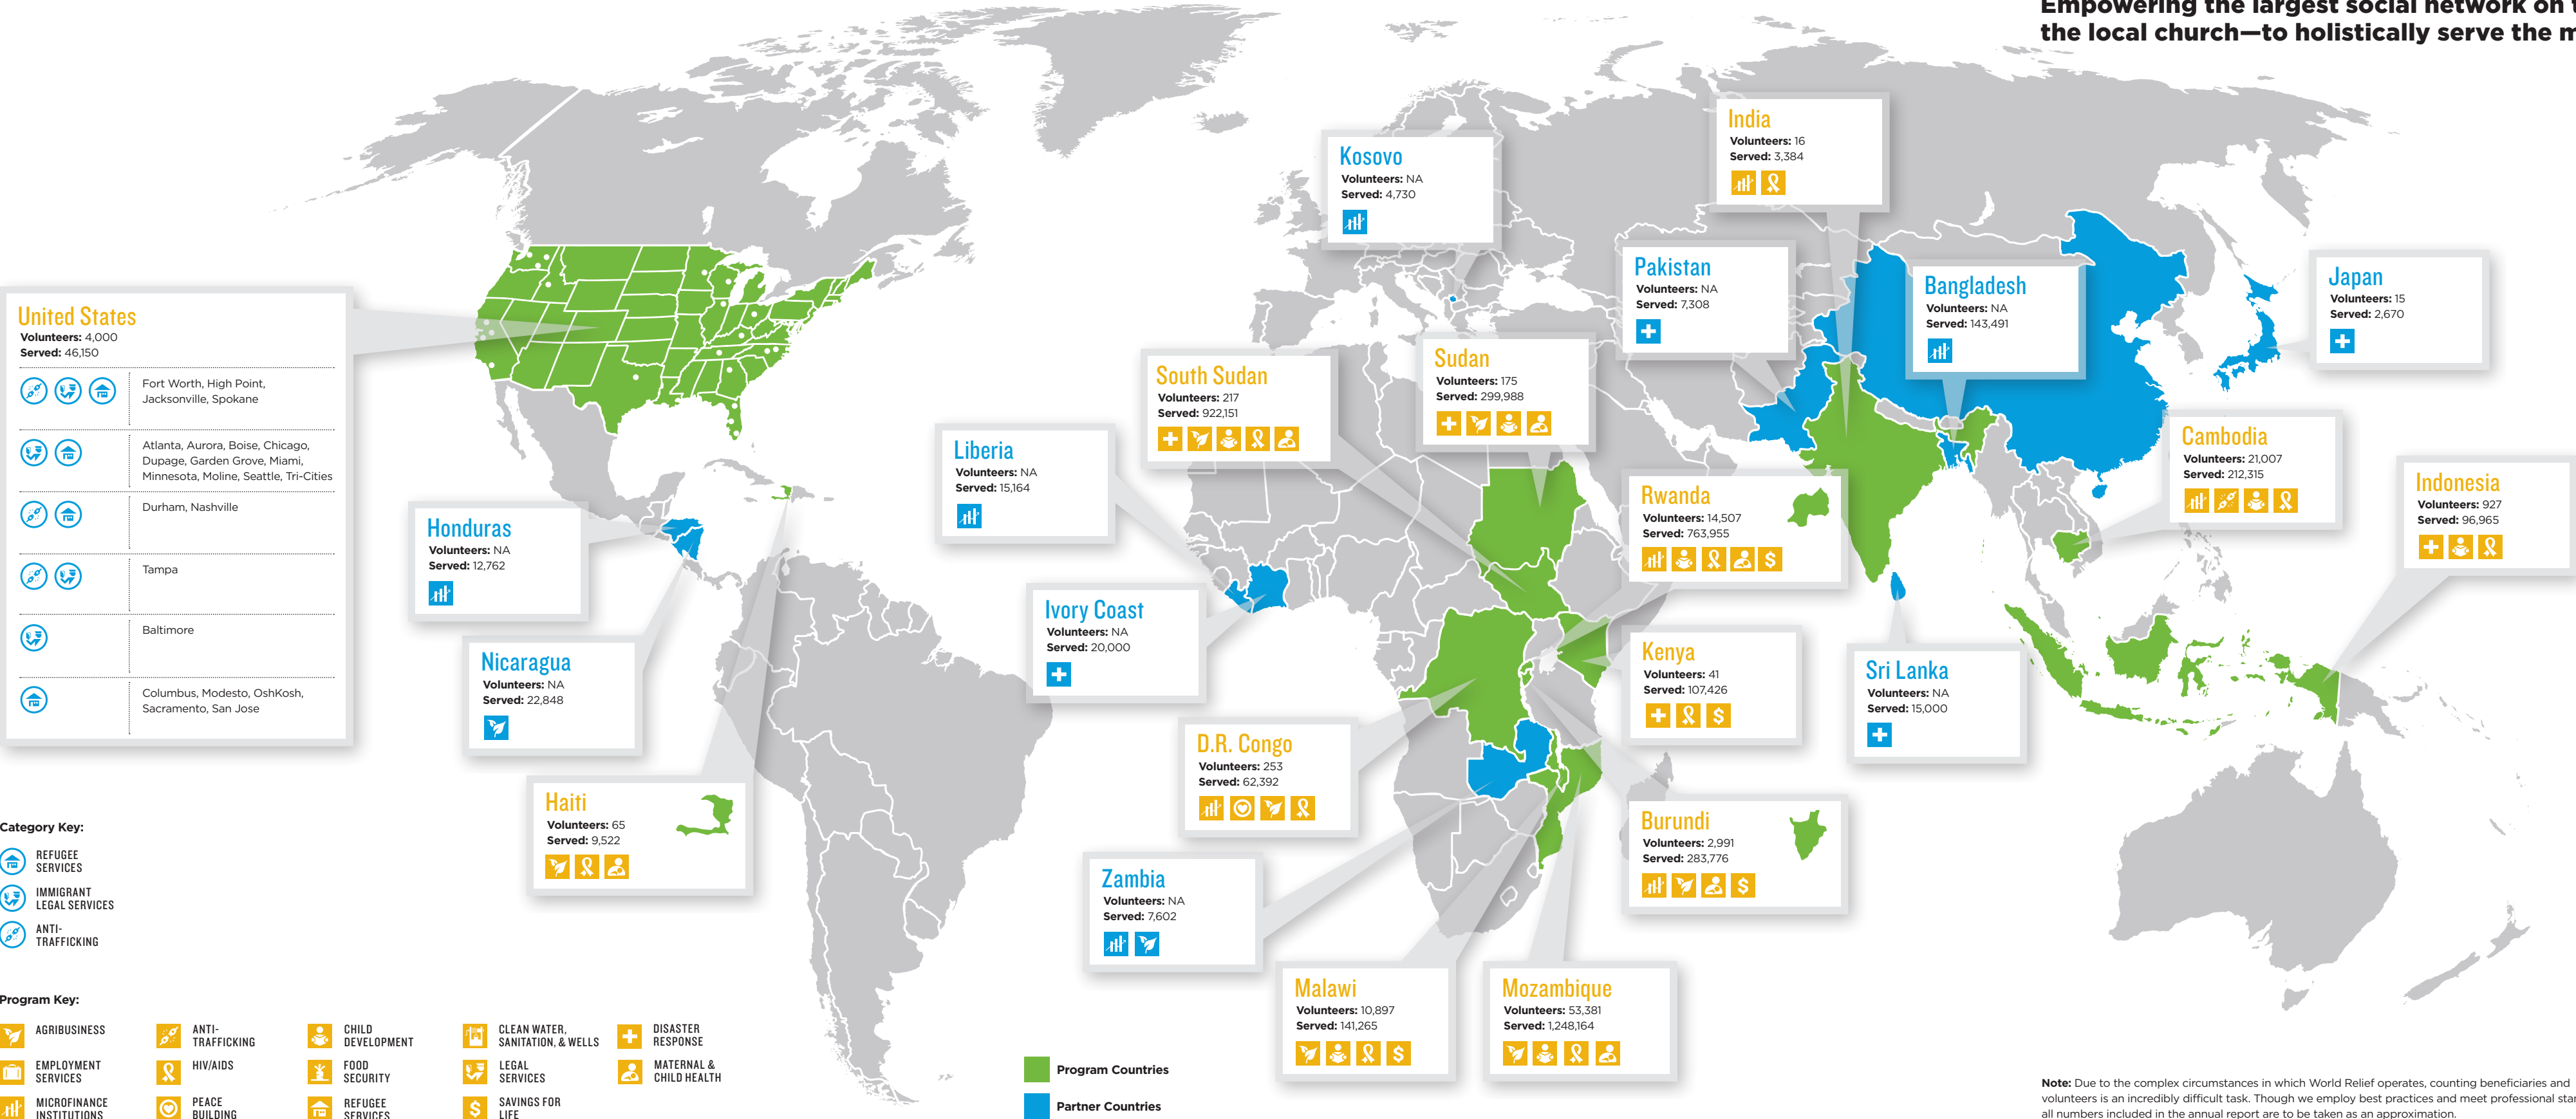 Empowering the largest social network on
the local church—to holistically serve the
India
Volunteers: 16
Served: 3,384
Kosovo
Volunteers: NA
Served: 4,730
Pakistan
Volunteers: NA
Served: 7,308
Bangladesh
Volunteers: NA
Served: 143,491
Japan
Volunteers: 15
Served: 2,670
United States
Volunteers: 4,000
Served: 46,150
Fort Worth, High Point,
Jacksonville, Spokane
Atlanta, Aurora, Boise, Chicago,
Dupage, Garden Grove, Miami,
Minnesota, Moline, Seattle, Tri-Cities
Durham, Nashville
Tampa
Baltimore
Columbus, Modesto, OshKosh,
Sacramento, San Jose
South Sudan
Volunteers: 217
Served: 922,151
Sudan
Volunteers: 175
Served: 299,988
Liberia
Volunteers: NA
Served: 15,164
Cambodia
Volunteers: 21,007
Served: 212,315
Indonesia
Volunteers: 927
Served: 96,965
Rwanda
Volunteers: 14,507
Served: 763,955
Honduras
Volunteers: NA
Served: 12,762
Ivory Coast
Volunteers: NA
Served: 20,000
Nicaragua
Volunteers: NA
Served: 22,848
Kenya
Volunteers: 41
Served: 107,426
Sri Lanka
Volunteers: NA
Served: 15,000
D.R. Congo
Volunteers: 253
Served: 62,392
Haiti
Volunteers: 65
Served: 9,522
Burundi
Volunteers: 2,991
Served: 283,776
Zambia
Volunteers: NA
Served: 7,602
Malawi
Volunteers: 10,897
Served: 141,265
Mozambique
Volunteers: 53,381
Served: 1,248,164
Category Key:
REFUGEE
SERVICES
IMMIGRANT
LEGAL SERVICES
ANTI-
TRAFFICKING
Program Key:
AGRIBUSINESS
ANTI-
TRAFFICKING
CHILD
DEVELOPMENT
CLEAN WATER,
SANITATION, & WELLS
DISASTER
RESPONSE
EMPLOYMENT
SERVICES
HIV/AIDS
FOOD
SECURITY
LEGAL
SERVICES
MATERNAL &
CHILD HEALTH
MICROFINANCE
INSTITUTIONS
PEACE
BUILDING
REFUGEE
SERVICES
SAVINGS FOR
LIFE
Program Countries
Partner Countries
Note: Due to the complex circumstances in which World Relief operates, counting beneficiaries and
volunteers is an incredibly difficult task. Though we employ best practices and meet professional
all numbers included in the annual report are to be taken as an approximation.